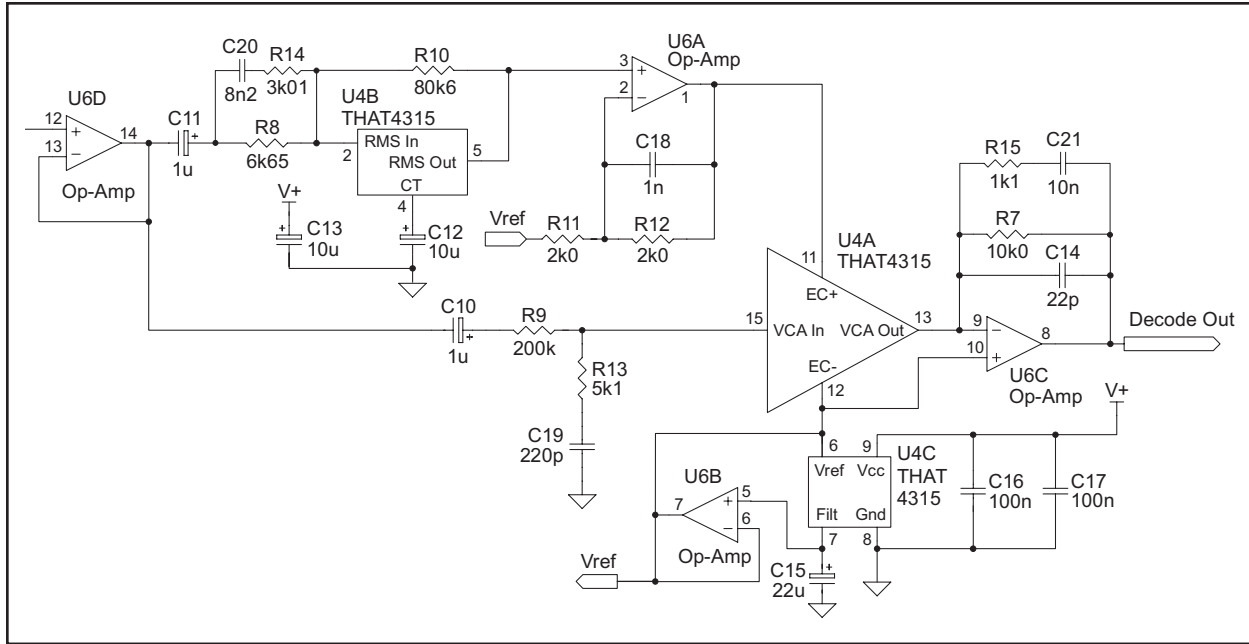 C20
R14
8n2
3k01
R10
80k6
U6A
Op-Amp
3
+
2
−
1
U6D
12
+
13
−
14
Op-Amp
C11
+
1u
R8
6k65
U4B
THAT4315
RMS In
2
RMS Out
5
CT
4
C18
1n
V+
+
C13
10u
+
C12
10u
Vref
R11
2k0
R12
2k0
R15
1k1
C21
10n
R7
10k0
C14
22p
U4A
THAT4315
11
EC+
15
VCA In
VCA Out
13
EC-
12
C10
+
1u
R9
200k
R13
5k1
C19
220p
9
−
10
+
8
U6C
Op-Amp
Decode Out
V+
6
9
Vref
Vcc
Filt
Gnd
7
8
U4C
THAT
4315
C16
100n
C17
100n
U6B
7
+
5
−
6
Op-Amp
Vref
C15
22u
+